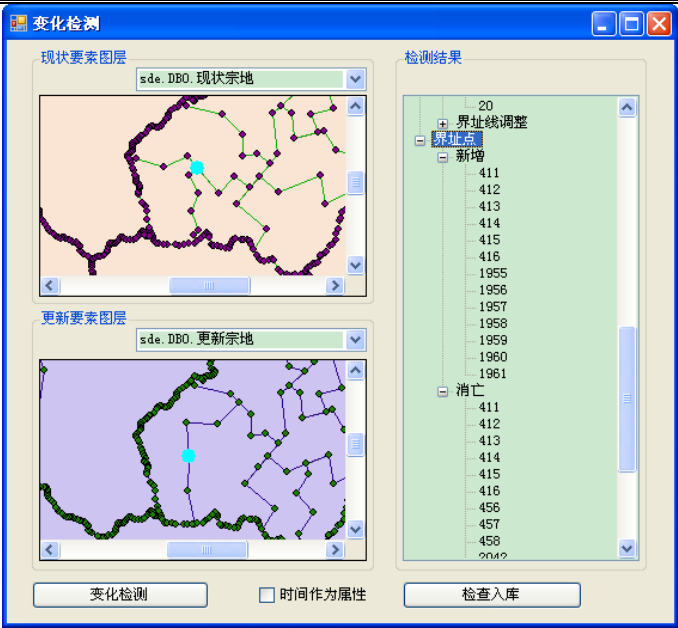 变化检测
现状要素图层
sde.DBO.现状宗地
更新要素图层
sde.DBO.更新宗地
检测结果
20
界址线调整
界址点
新增
411
412
413
414
415
416
1955
1956
1957
1958
1959
1960
1961
消亡
411
412
413
414
415
416
456
457
458
2042
变化检测
时间作为属性
检查入库